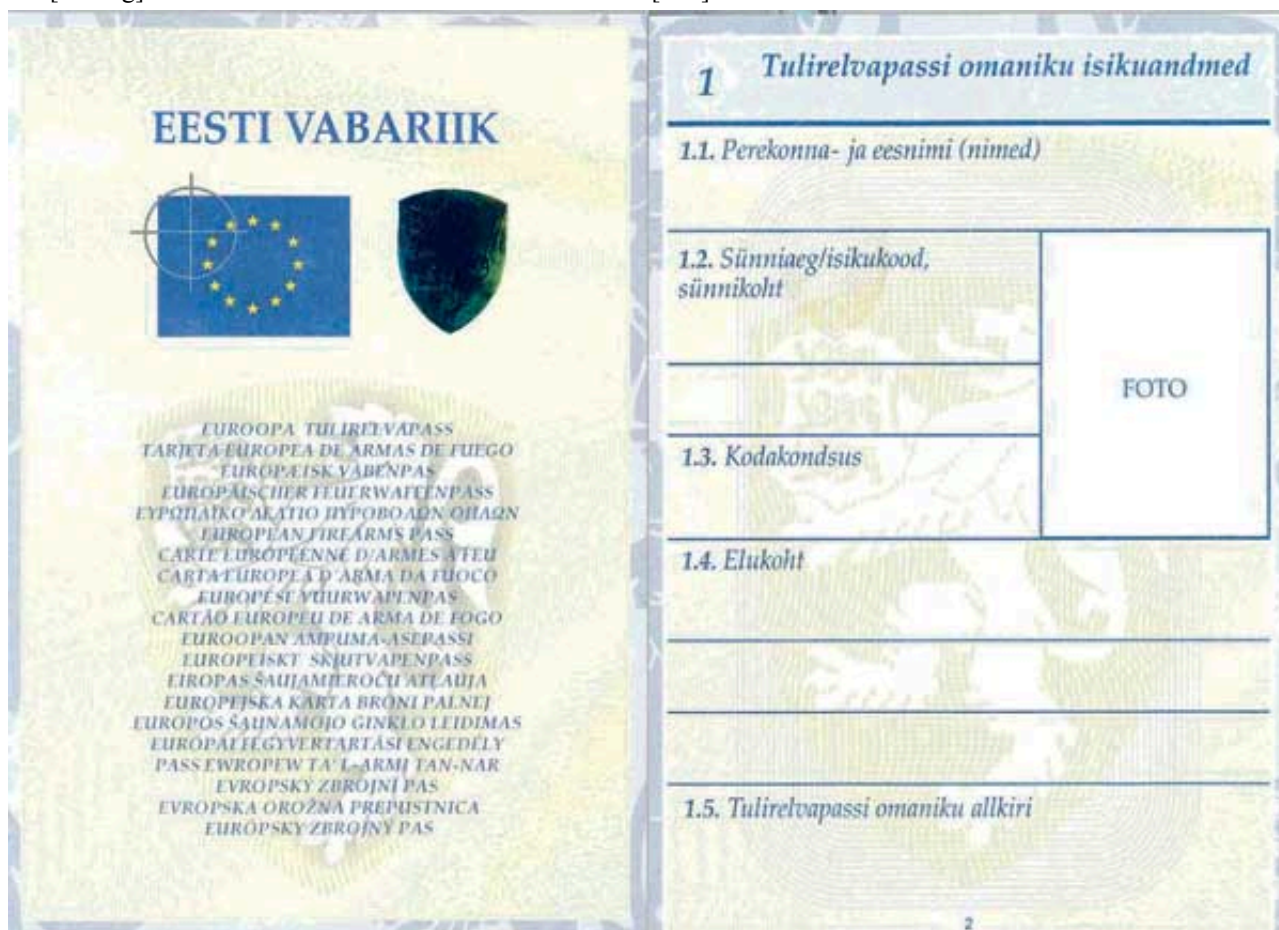 EESTI VABARIIK
EUROOPA TULIRELVAPASS
TARJETA EUROPEA DE ARMAS DE FUEGO
EUROPÆISK VÅBENPAS
EUROPÄISCHER FEUERWAFFENPASS
ΕΥΡΩΠΑΪΚΟ ΔΕΛΤΙΟ ΠΥΡΟΒΟΛΩΝ ΟΠΛΩΝ
EUROPEAN FIREARMS PASS
CARTE EUROPÉENNE D'ARMES À FEU
CARTA EUROPEA D'ARMA DA FUOCO
EUROPESE VUURWAPENPAS
CARTÃO EUROPEU DE ARMA DE FOGO
EUROOPAN AMPUMA-ASEPASSI
EUROPEISKT SKJUTVAPENPASS
EIROPAS ŠAUJAMIEROČU ATĻAUJA
EUROPEJSKA KARTA BRONI PALNEJ
EUROPOS ŠAUNAMOJO GINKLO LEIDIMAS
EURÓPAI FEGYVERTARTÁSI ENGEDÉLY
PASS EWROPEW TA' L-ARMI TAN-NAR
EVROPSKÝ ZBROJNÍ PAS
EVROPSKA OROŽNA PREPUSTNICA
EURÓPSKY ZBROJNÝ PAS
1 Tulirelvapassi omaniku isikuandmed
1.1. Perekonna- ja eesnimi (nimed)
1.2. Sünniaeg/isikukood,
sünnikoht
FOTO
1.3. Kodakondsus
1.4. Elukoht
1.5. Tulirelvapassi omaniku allkiri
2